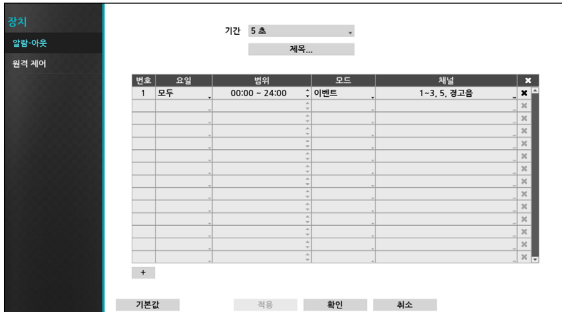 장치
알람-아웃
원격 제어
기간 5 초
제목...
번호 요일 범위 모드 채널 ✖
1 모두 00:00 ~ 24:00 이벤트 1~3, 5, 경고음 ✖
+
기본값 적용 확인 취소